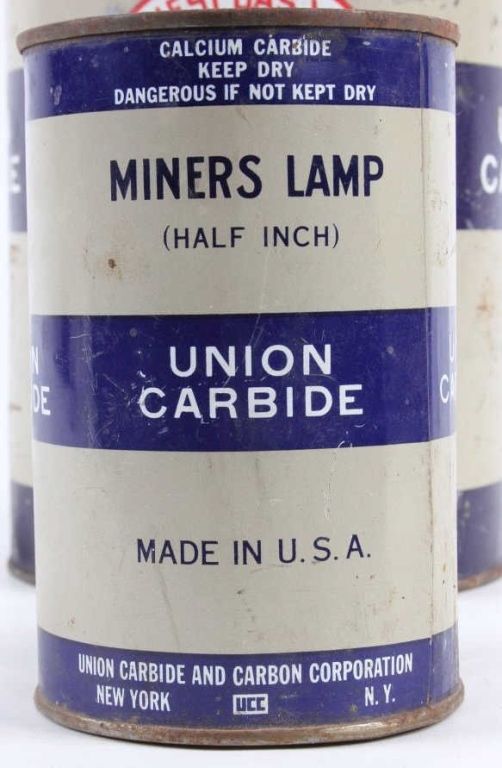 CALCIUM CARBIDE
KEEP DRY
DANGEROUS IF NOT KEPT DRY
MINERS LAMP
(HALF INCH)
UNION
CARBIDE
MADE IN U.S.A.
UNION CARBIDE AND CARBON CORPORATION
NEW YORK UCC N.Y.